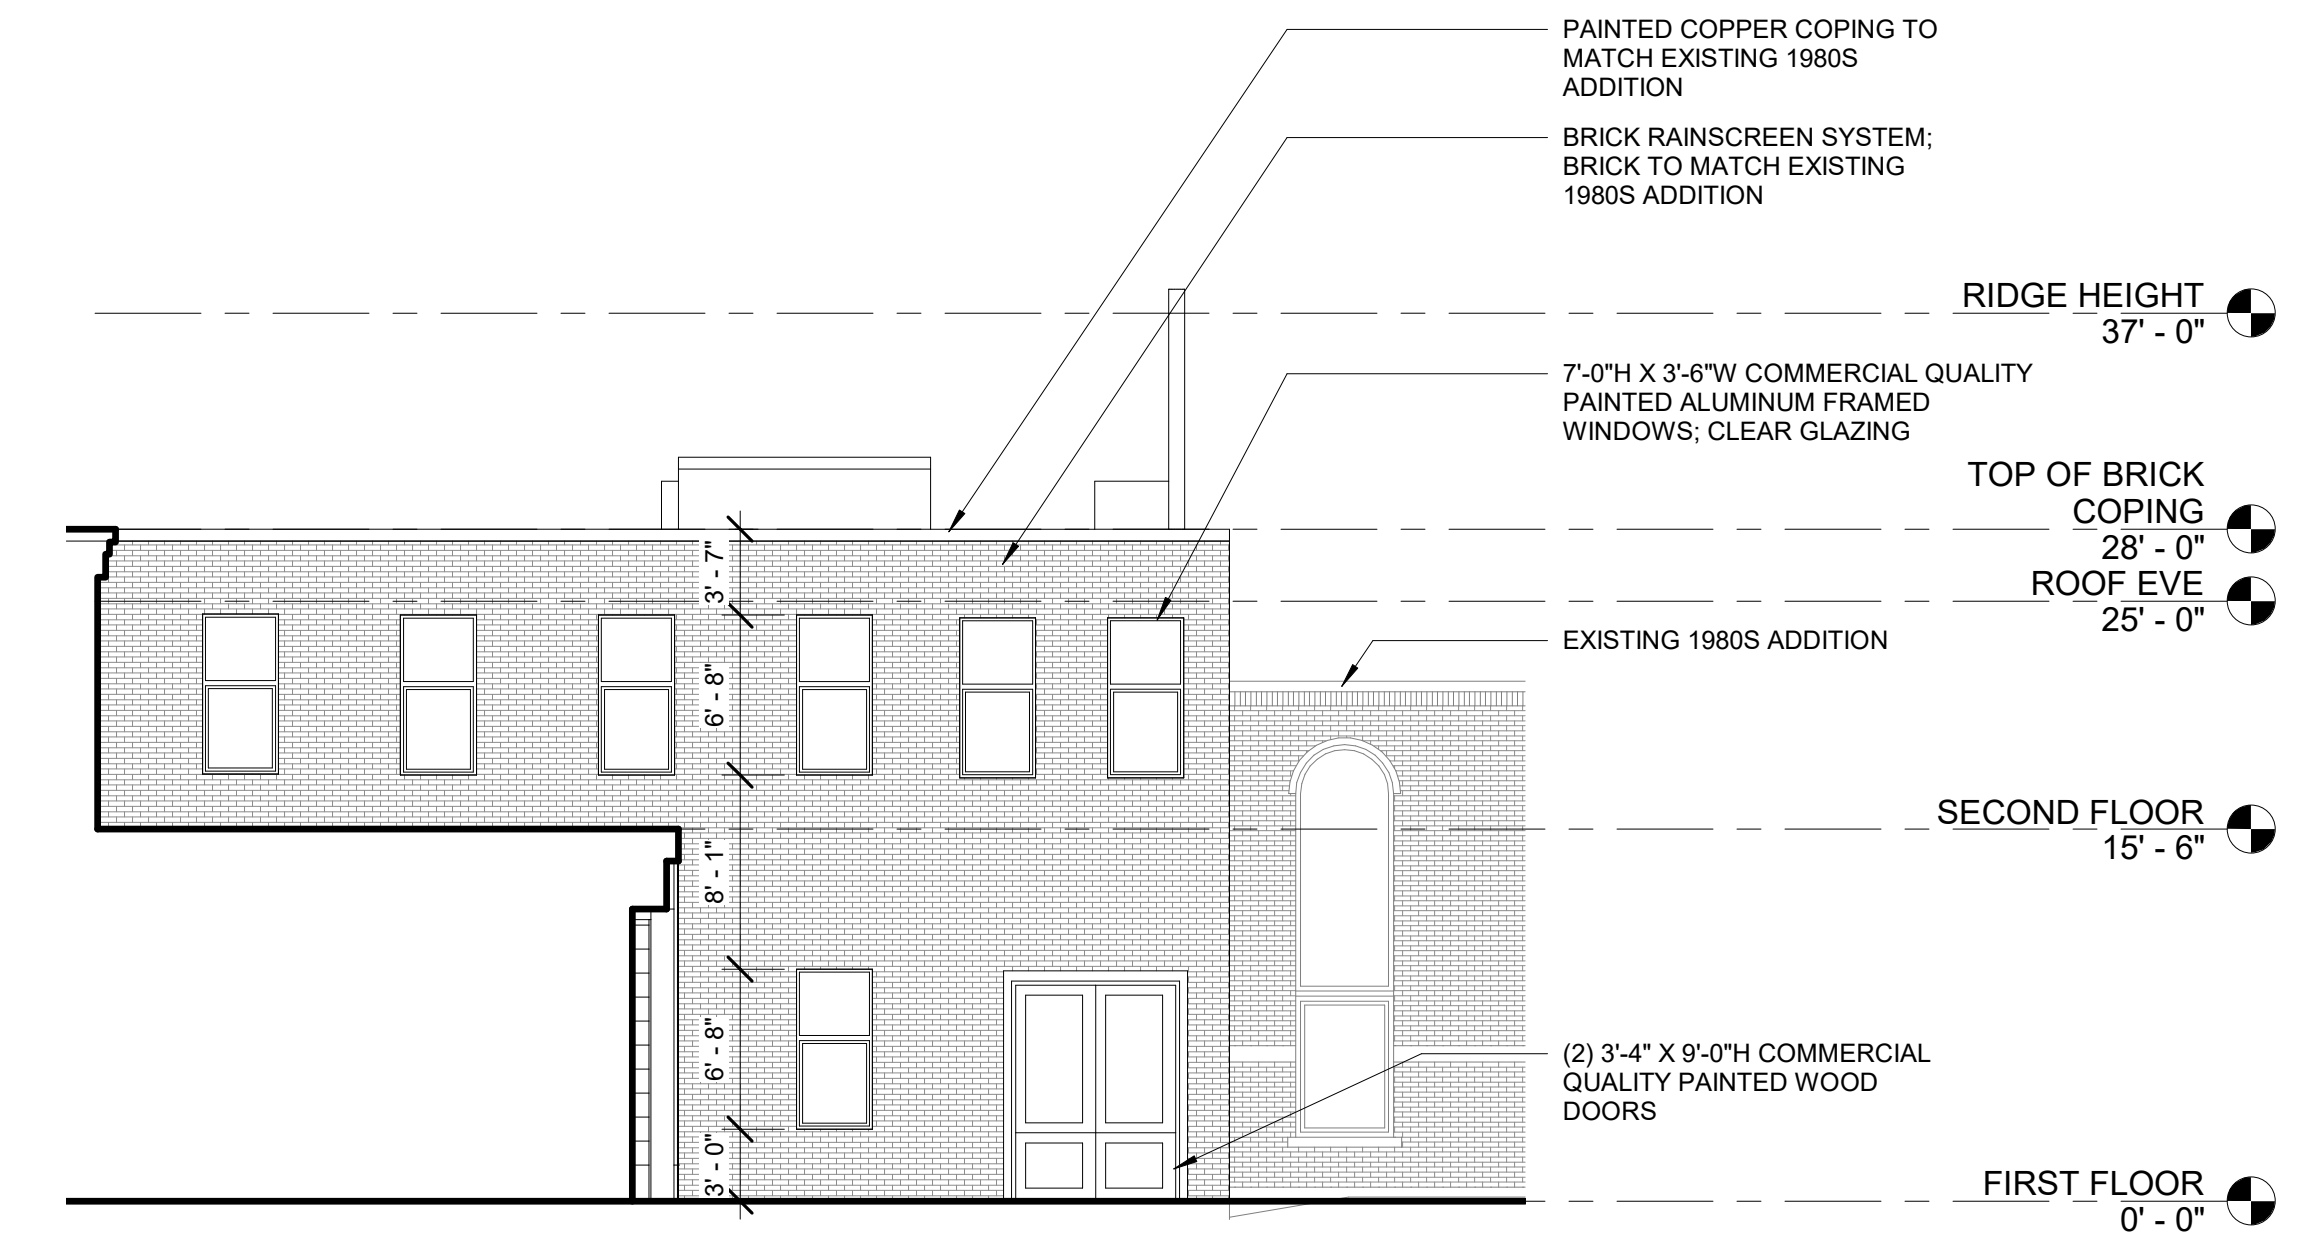 PAINTED COPPER COPING TO
MATCH EXISTING 1980S
ADDITION
BRICK RAINSCREEN SYSTEM;
BRICK TO MATCH EXISTING
1980S ADDITION
RIDGE HEIGHT
37' - 0"
7'-0"H X 3'-6"W COMMERCIAL QUALITY
PAINTED ALUMINUM FRAMED
WINDOWS; CLEAR GLAZING
TOP OF BRICK
COPING
28' - 0"
ROOF EVE
25' - 0"
EXISTING 1980S ADDITION
SECOND FLOOR
15' - 6"
(2) 3'-4" X 9'-0"H COMMERCIAL
QUALITY PAINTED WOOD
DOORS
FIRST FLOOR
0' - 0"
3' - 7"
6' - 8"
8' - 1"
6' - 8"
3' - 0"